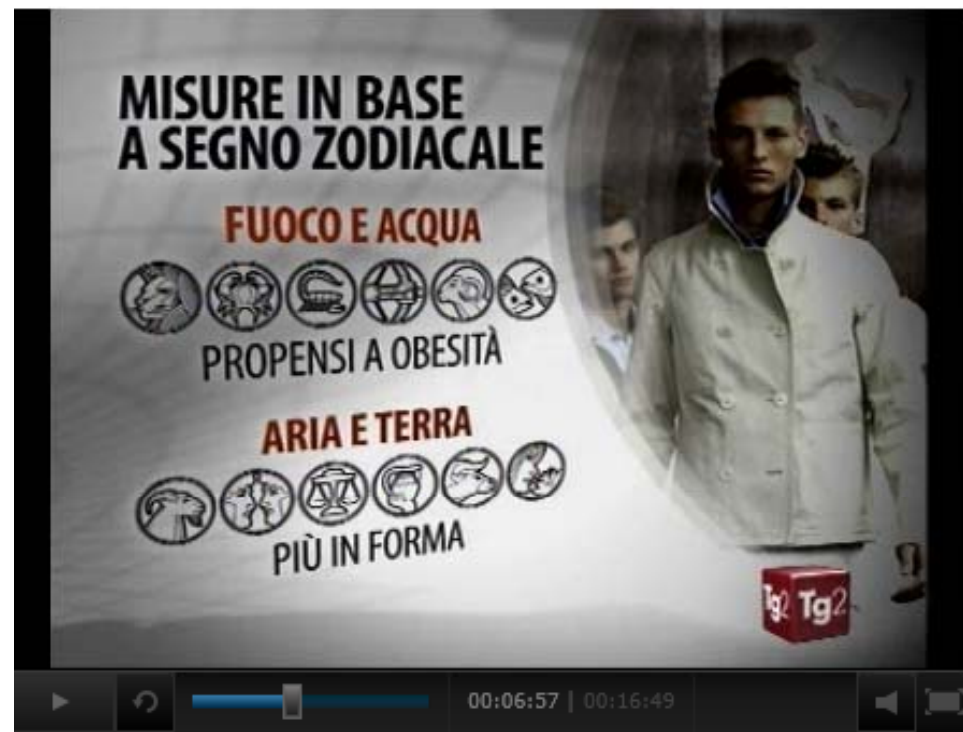 MISURE IN BASE
A SEGNO ZODIACALE
FUOCO E ACQUA
PROPENSI A OBESITÀ
ARIA E TERRA
PIÙ IN FORMA
Tg2 Tg2
00:06:57 | 00:16:49